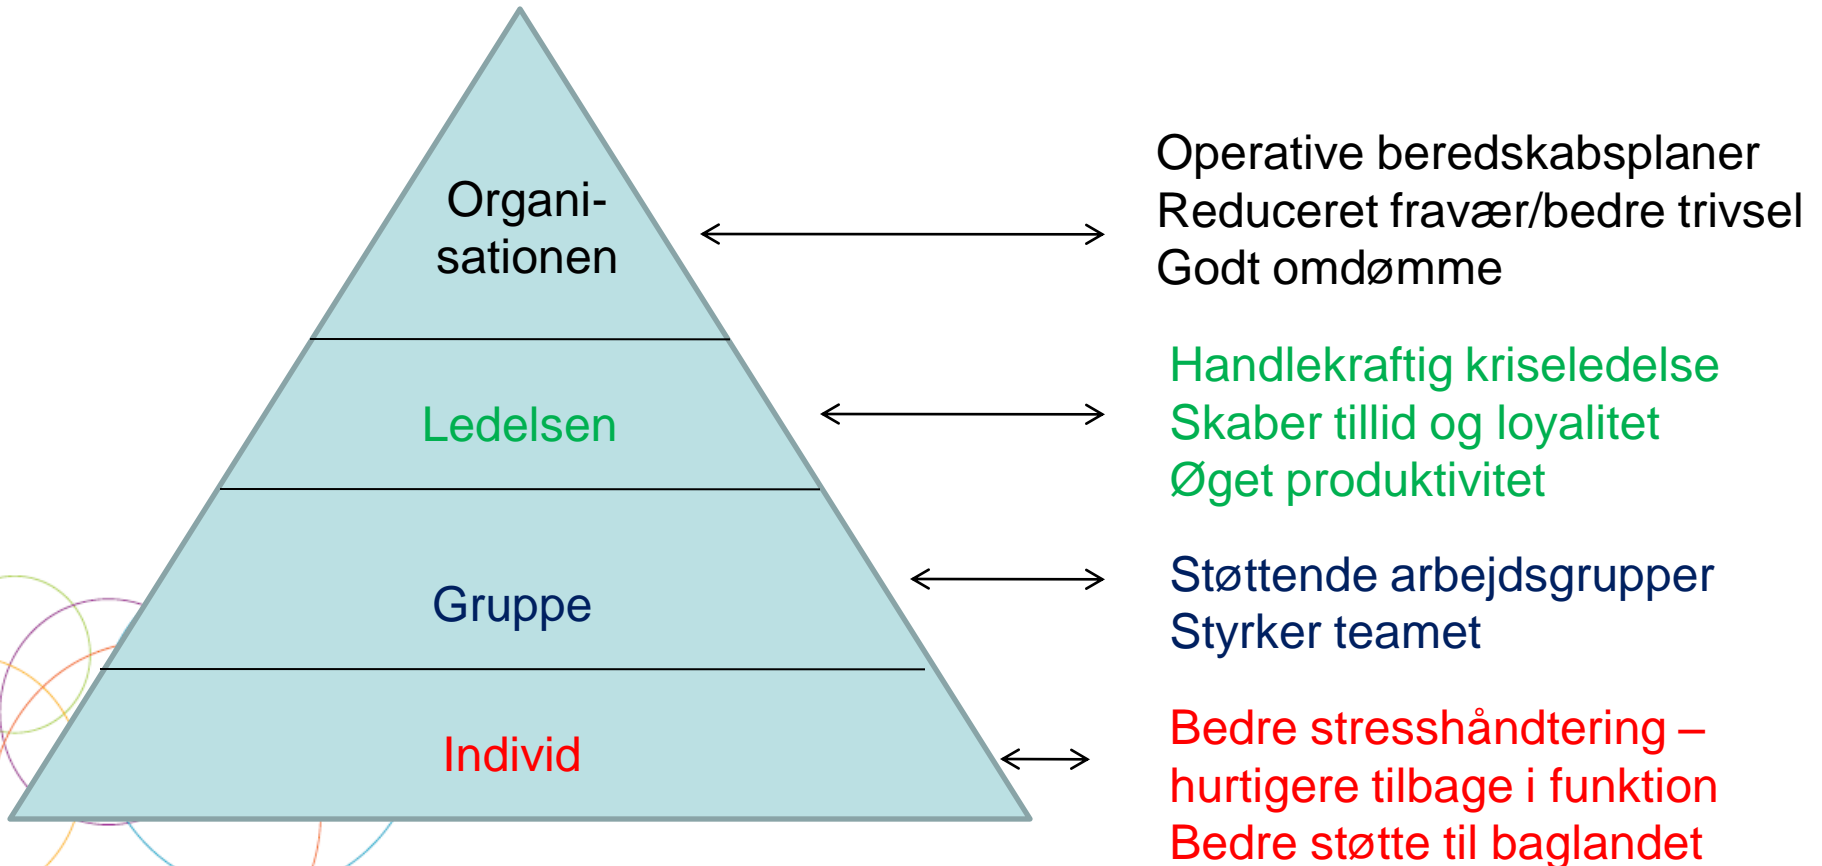 Organi-
sationen
Operative beredskabsplaner
Reduceret fravær/bedre trivsel
Godt omdømme
Ledelsen
Handlekraftig kriseledelse
Skaber tillid og loyalitet
Øget produktivitet
Gruppe
Støttende arbejdsgrupper
Styrker teamet
Individ
Bedre stresshåndtering –
hurtigere tilbage i funktion
Bedre støtte til baglandet